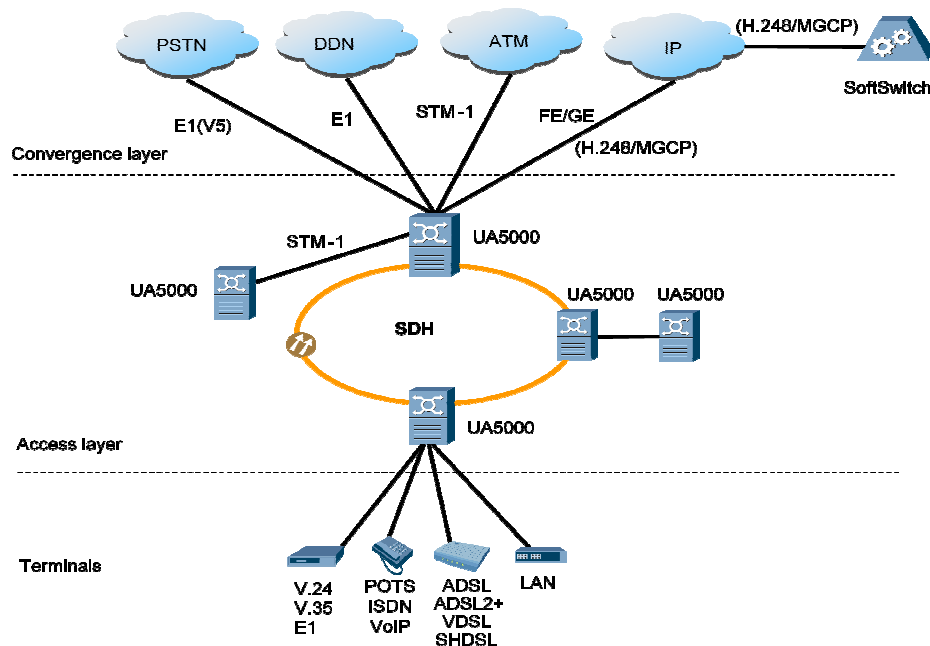 PSTN
DDN
ATM
IP
(H.248/MGCP)
SoftSwitch
E1(V5)
E1
STM-1
FE/GE
(H.248/MGCP)
Convergence layer
UA5000
STM-1
UA5000
UA5000
UA5000
SDH
UA5000
Access layer
Terminals
V.24
V.35
E1
POTS
ISDN
VoIP
ADSL
ADSL2+
VDSL
SHDSL
LAN